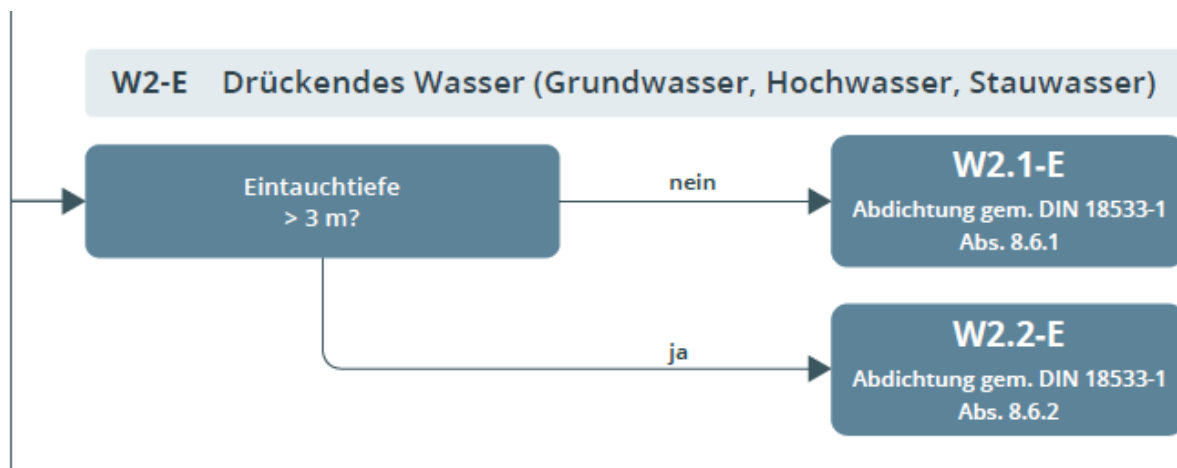 W2-E Drückendes Wasser (Grundwasser, Hochwasser, Stauwasser)
Eintauchtiefe
> 3 m?
nein
W2.1-E
Abdichtung gem. DIN 18533-1
Abs. 8.6.1
ja
W2.2-E
Abdichtung gem. DIN 18533-1
Abs. 8.6.2